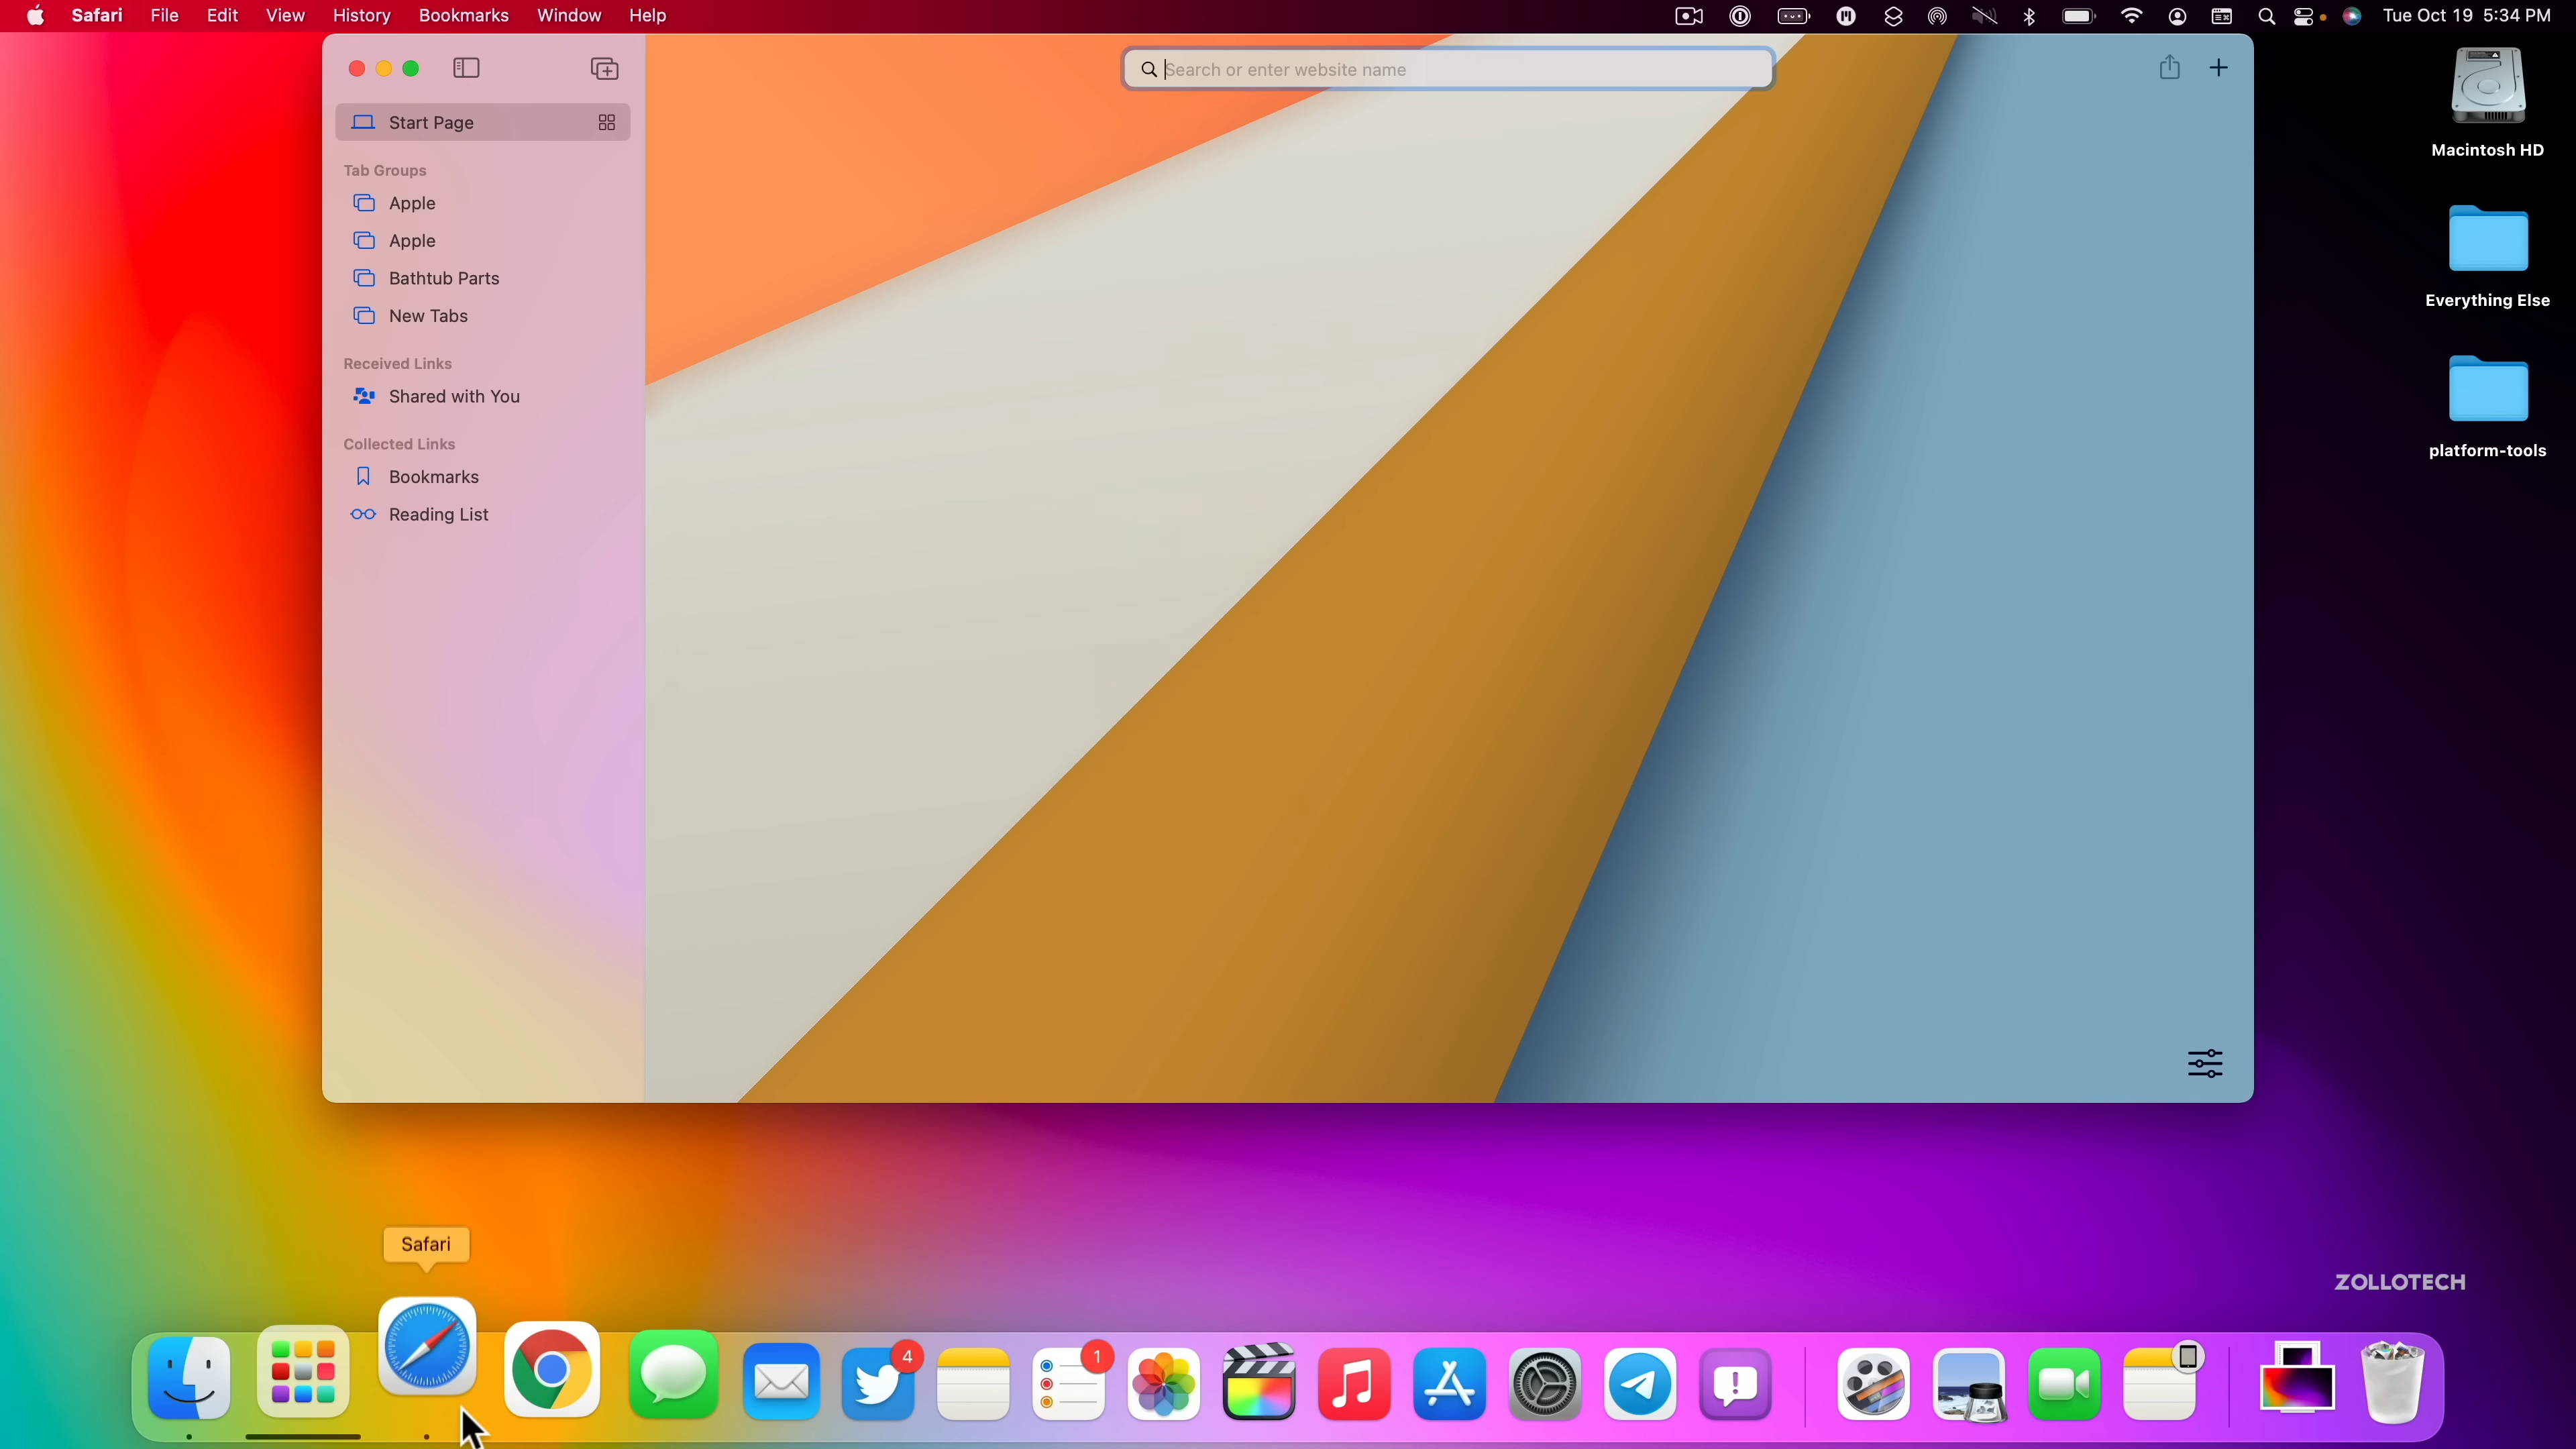 Safari File Edit View History Bookmarks Window Help Tue Oct 19 5:34 PM
Search or enter website name
Start Page
Tab Groups
Apple
Apple
Bathtub Parts
New Tabs
Received Links
Shared with You
Collected Links
Bookmarks
Reading List
Macintosh HD
Everything Else
platform-tools
Safari
ZOLLOTECH
4
1